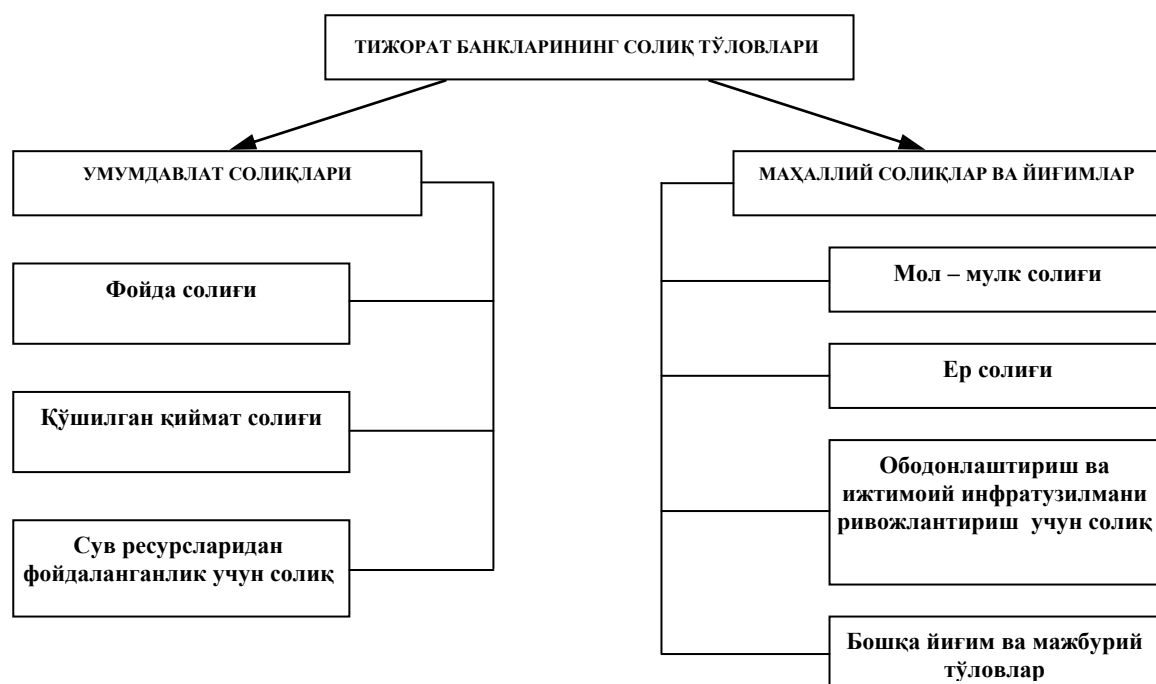 ТИЖОРАТ БАНКЛАРИНИНГ СОЛИҚ ТЎЛОВЛАРИ
УМУМДАВЛАТ СОЛИҚЛАРИ
Фойда солиғи
Қўшилган қиймат солиғи
Сув ресурсларидан
фойдаланганлик учун солиқ
МАҲАЛЛИЙ СОЛИҚЛАР ВА ЙИҒИМЛАР
Мол – мулк солиғи
Ер солиғи
Ободонлаштириш ва
ижтимоий инфратузилмани
ривожлантириш учун солиқ
Бошқа йиғим ва мажбурий
тўловлар